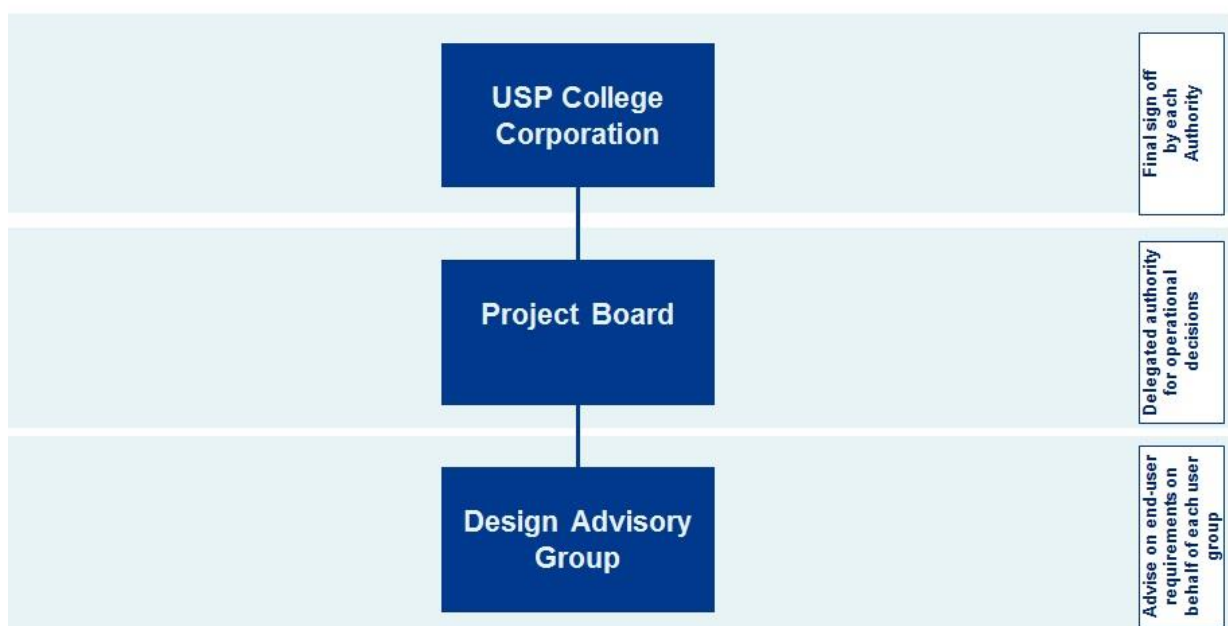 USP College
Corporation
Final sign off
by each
Authority
Project Board
Delegated authority
for operational
decisions
Design Advisory
Group
Advise on end-user
requirements on
behalf of each user
group